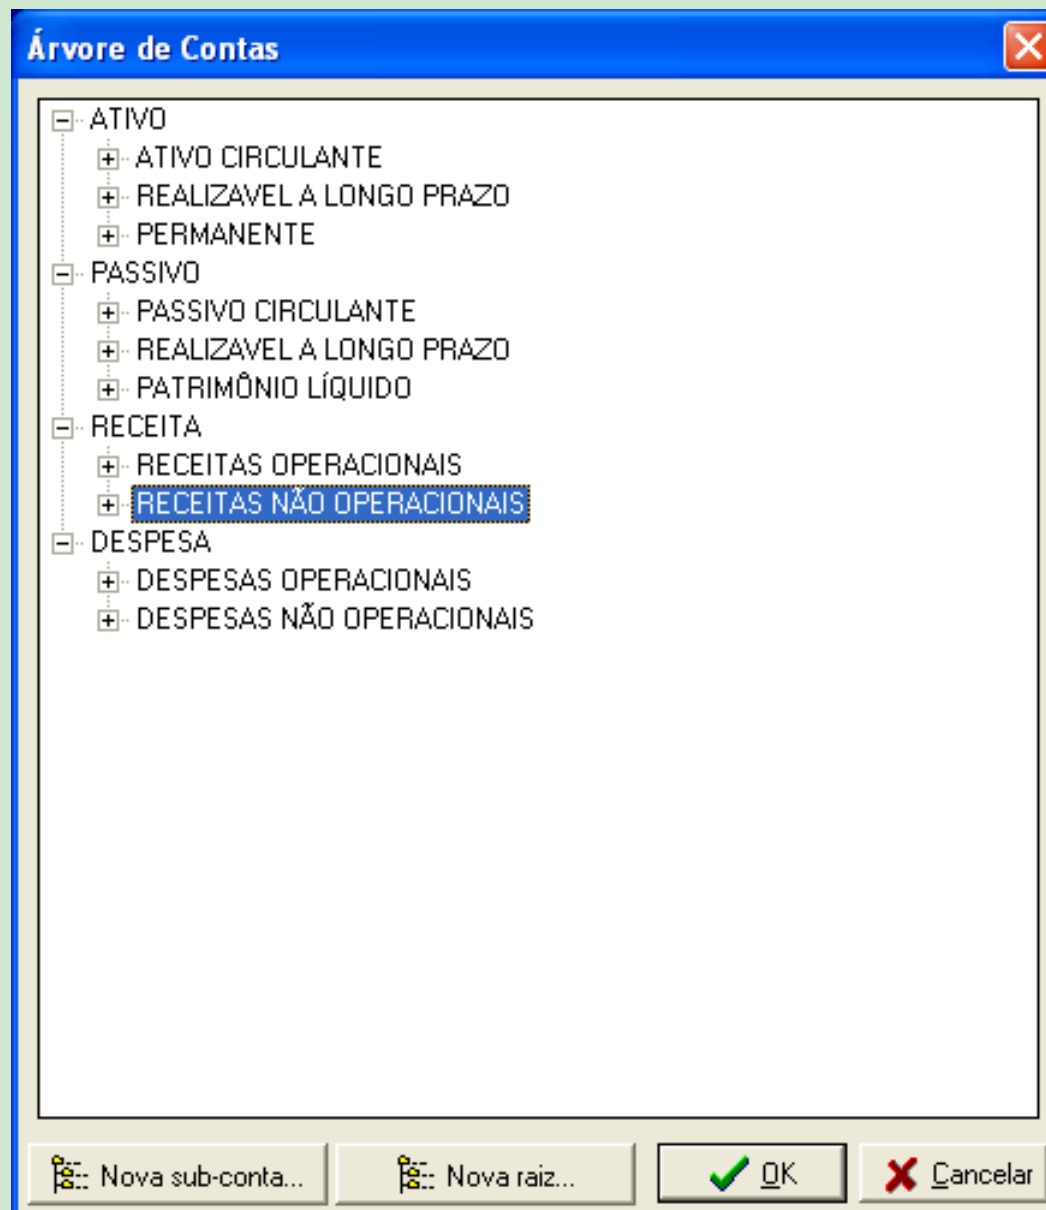 Árvore de Contas
ATIVO
ATIVO CIRCULANTE
REALIZAVEL A LONGO PRAZO
PERMANENTE
PASSIVO
PASSIVO CIRCULANTE
REALIZAVEL A LONGO PRAZO
PATRIMÔNIO LÍQUIDO
RECEITA
RECEITAS OPERACIONAIS
RECEITAS NÃO OPERACIONAIS
DESPESA
DESPESAS OPERACIONAIS
DESPESAS NÃO OPERACIONAIS
Nova sub-conta... Nova raiz... OK Cancelar